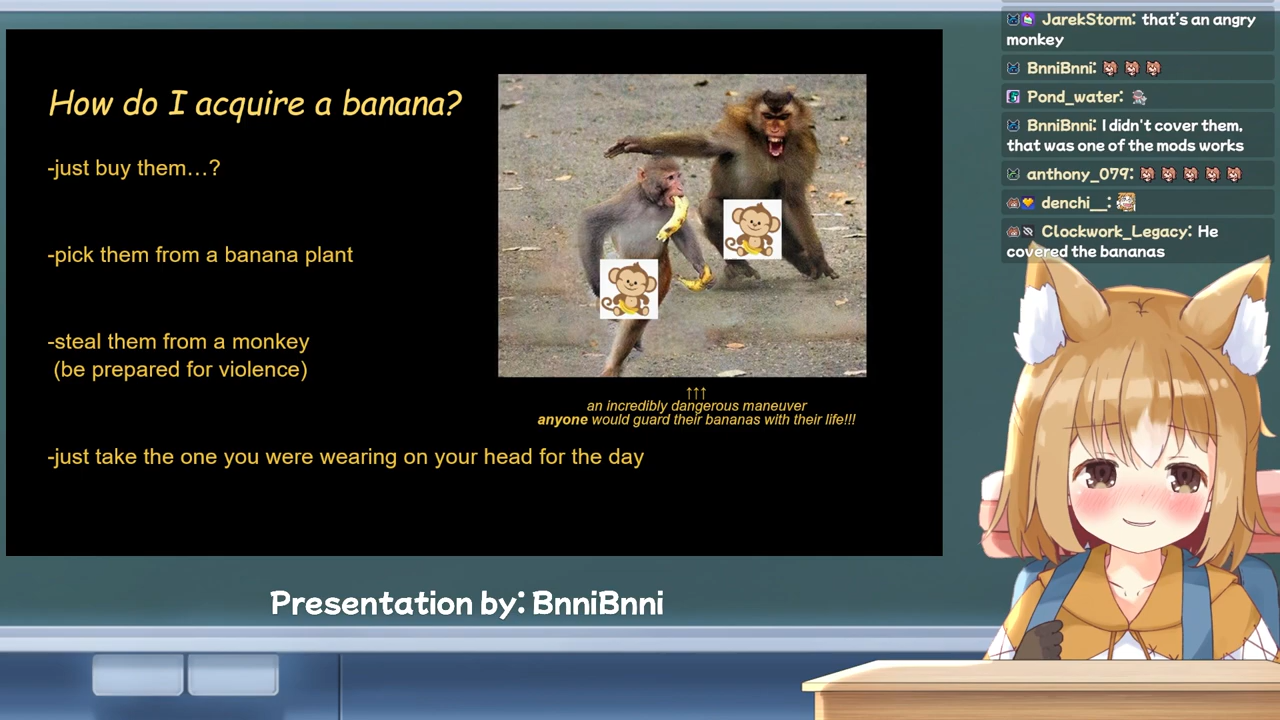 How do I acquire a banana?
-just buy them...?
-pick them from a banana plant
-steal them from a monkey
(be prepared for violence)
↑↑↑
an incredibly dangerous maneuver
anyone would guard their bananas with their life!!!
-just take the one you were wearing on your head for the day
Presentation by: BnniBnni
JarekStorm: that's an angry
monkey
BnniBnni:
Pond_water:
BnniBnni: I didn't cover them,
that was one of the mods works
anthony_079:
denchi__:
Clockwork_Legacy: He
covered the bananas